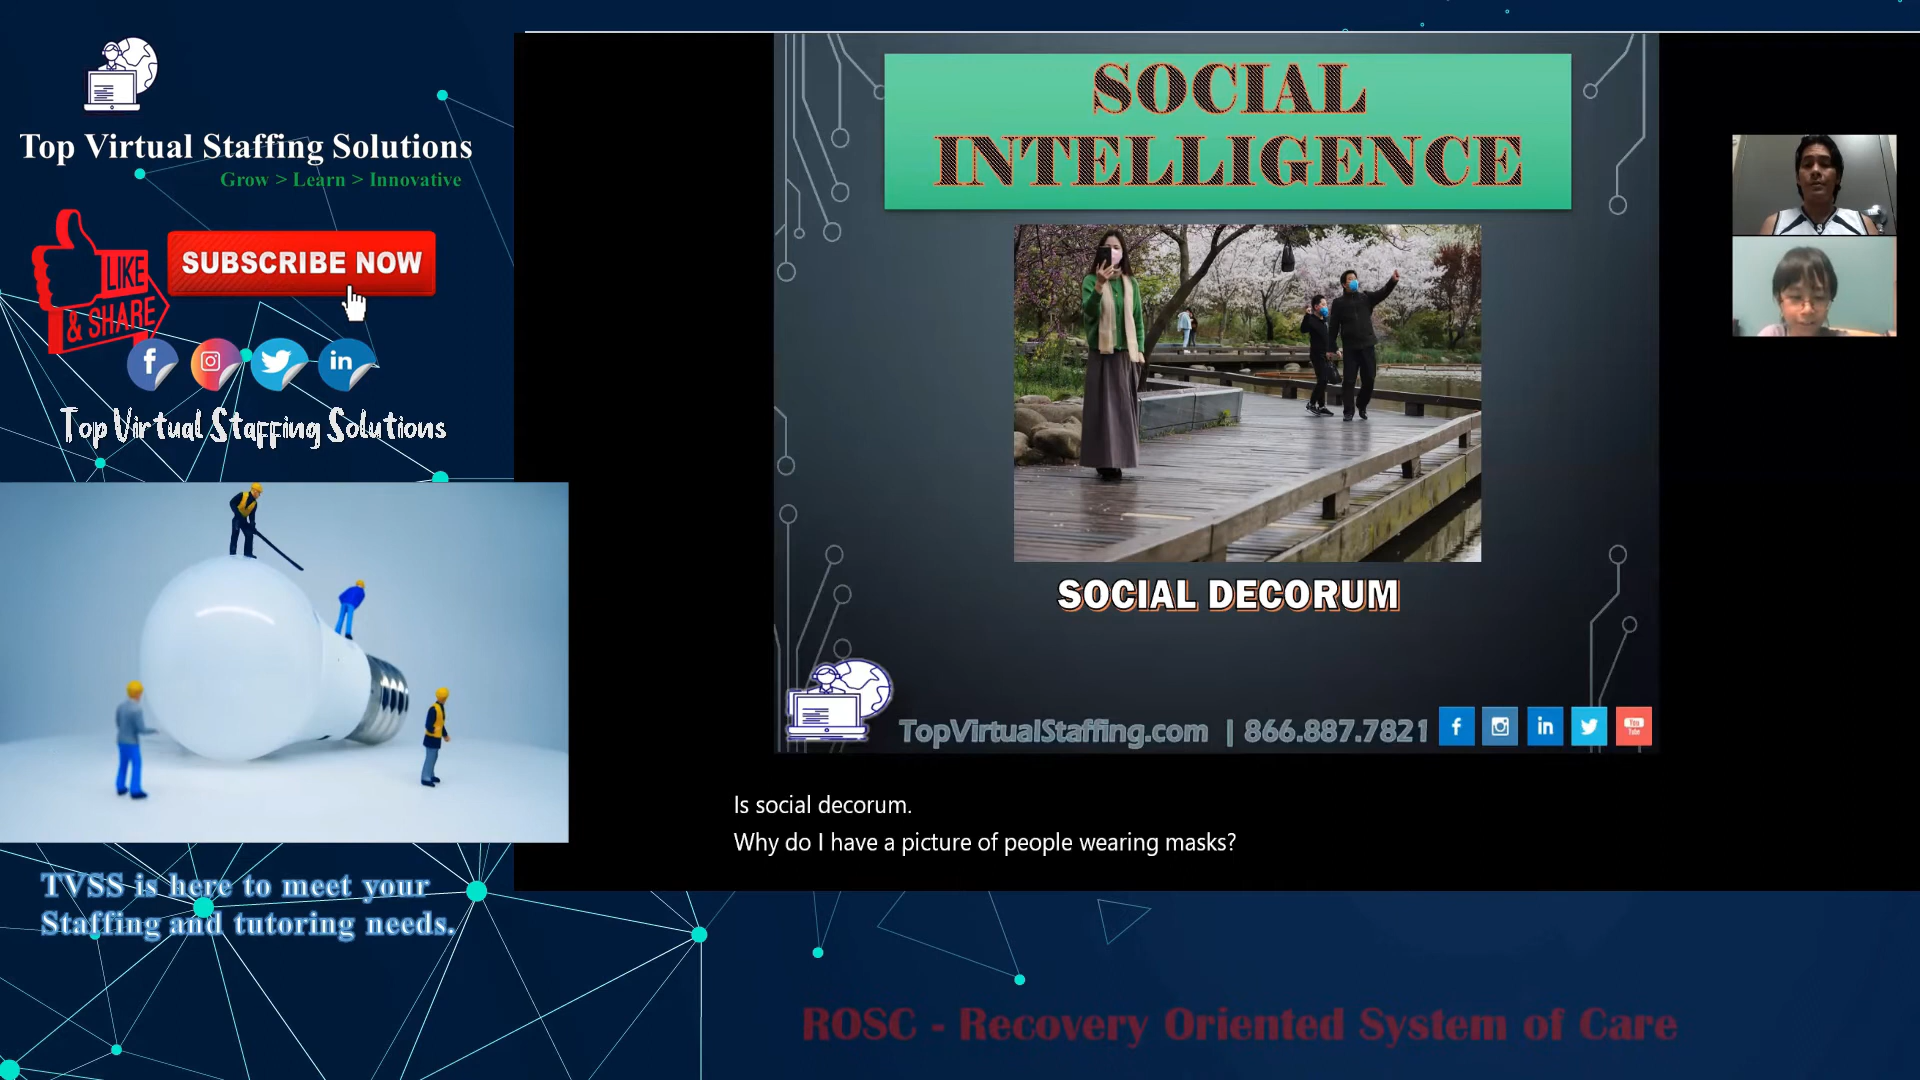 Top Virtual Staffing Solutions
Grow > Learn > Innovative
LIKE
& SHARE
SUBSCRIBE NOW
Top Virtual Staffing Solutions
TVSS is here to meet your
Staffing and tutoring needs.
SOCIAL
INTELLIGENCE
SOCIAL DECORUM
TopVirtualStaffing.com | 866.887.7821
You
Tube
Is social decorum.
Why do I have a picture of people wearing masks?
ROSC - Recovery Oriented System of Care